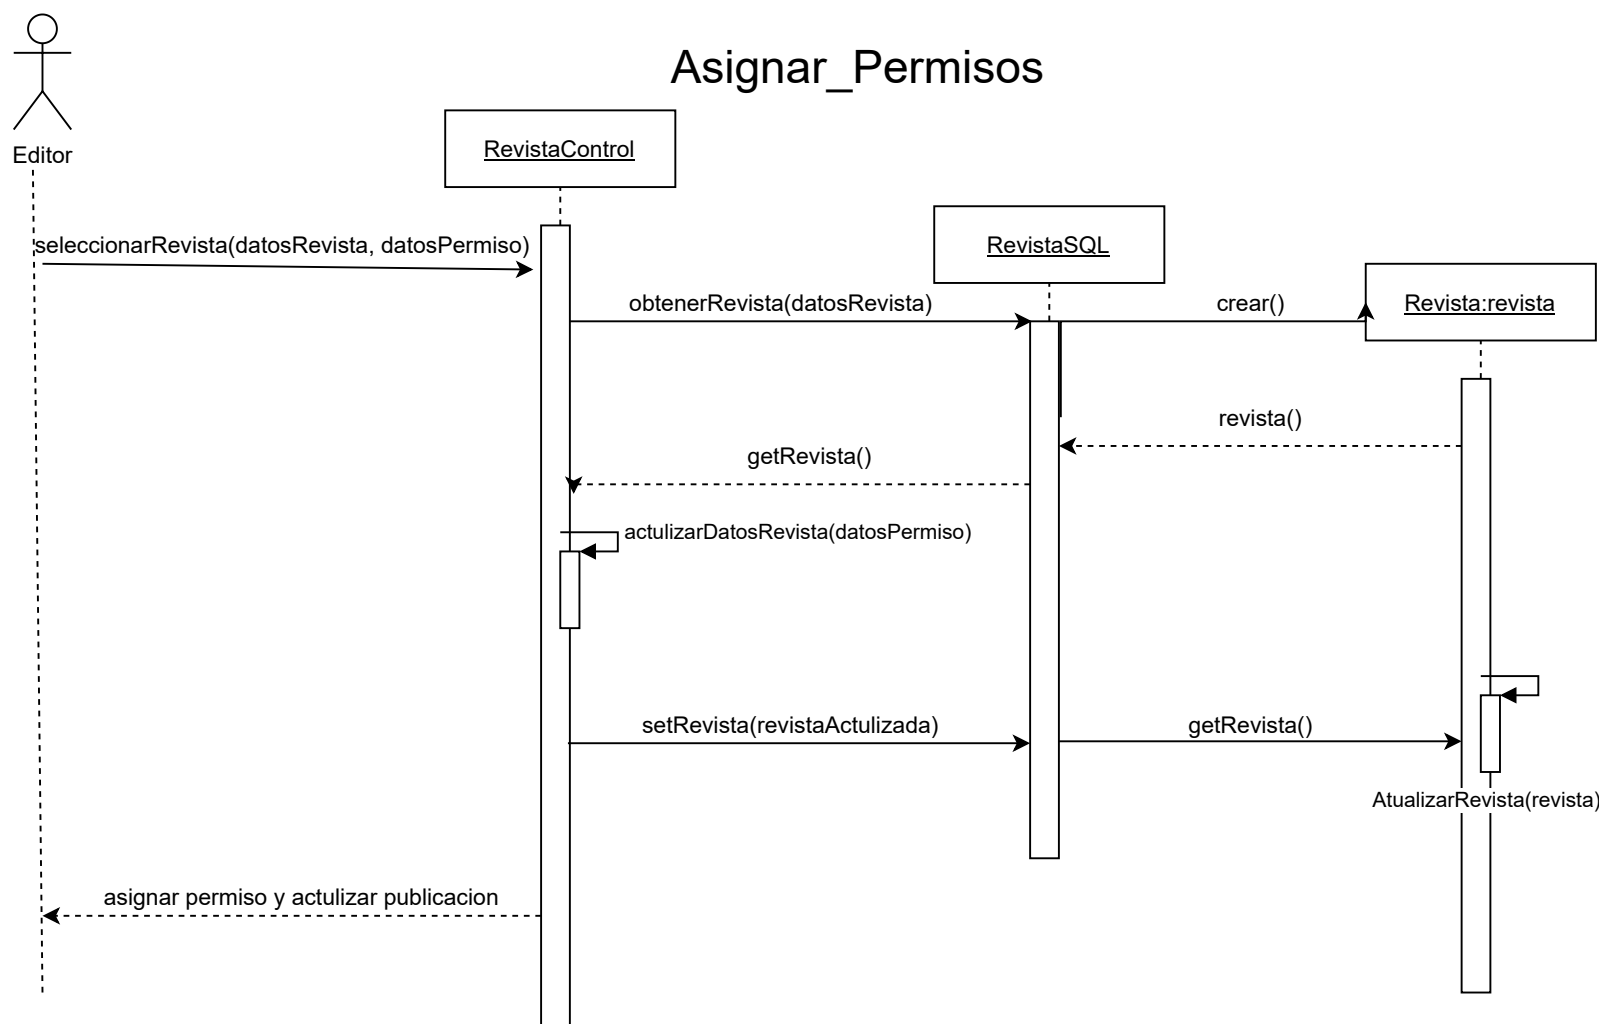 Asignar_Permisos
Editor
RevistaControl
RevistaSQL
Revista:revista
seleccionarRevista(datosRevista, datosPermiso)
obtenerRevista(datosRevista)
crear()
revista()
getRevista()
actulizarDatosRevista(datosPermiso)
setRevista(revistaActulizada)
getRevista()
AtualizarRevista(revista)
asignar permiso y actulizar publicacion